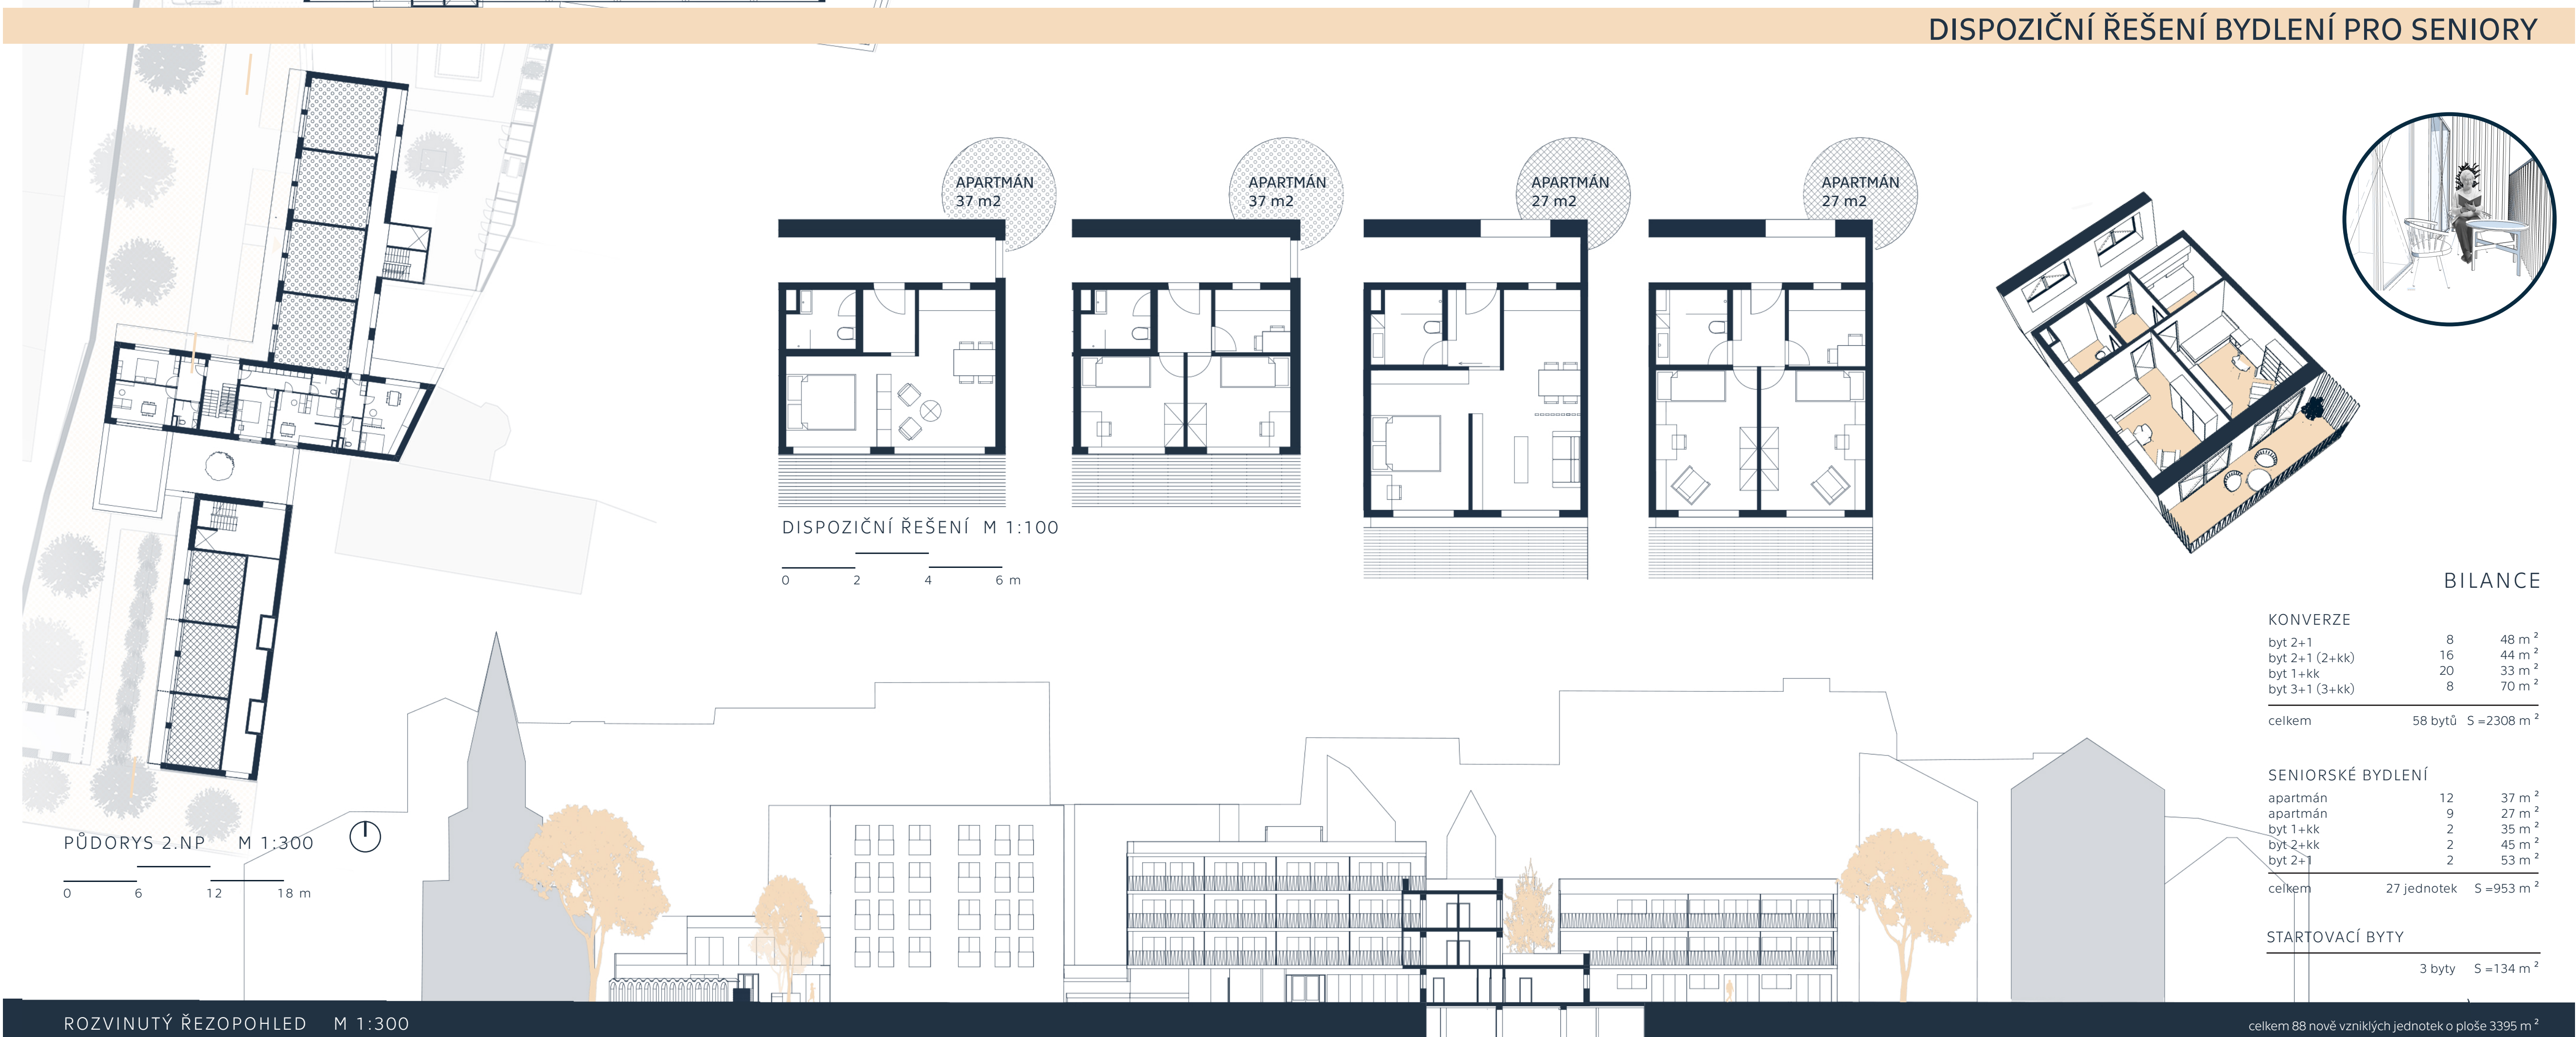 DISPOZIČNÍ ŘEŠENÍ BYDLENÍ PRO SENIORY
APARTMÁN
37 m2
APARTMÁN
37 m2
APARTMÁN
27 m2
APARTMÁN
27 m2
DISPOZIČNÍ ŘEŠENÍ M 1:100
0 2 4 6 m
BILANCE
KONVERZE
byt 2+1 8 48 m²
byt 2+1 (2+kk) 16 44 m²
byt 1+kk 20 33 m²
byt 3+1 (3+kk) 8 70 m²
celkem 58 bytů S =2308 m²
SENIORSKÉ BYDLENÍ
apartmán 12 37 m²
apartmán 9 27 m²
byt 1+kk 2 35 m²
byt 2+kk 2 45 m²
byt 2+1 2 53 m²
celkem 27 jednotek S =953 m²
STARTOVACÍ BYTY
3 byty S =134 m²
PŮDORYS 2.NP M 1:300
0 6 12 18 m
ROZVINUTÝ ŘEZOPOHLED M 1:300
celkem 88 nově vzniklých jednotek o ploše 3395 m²